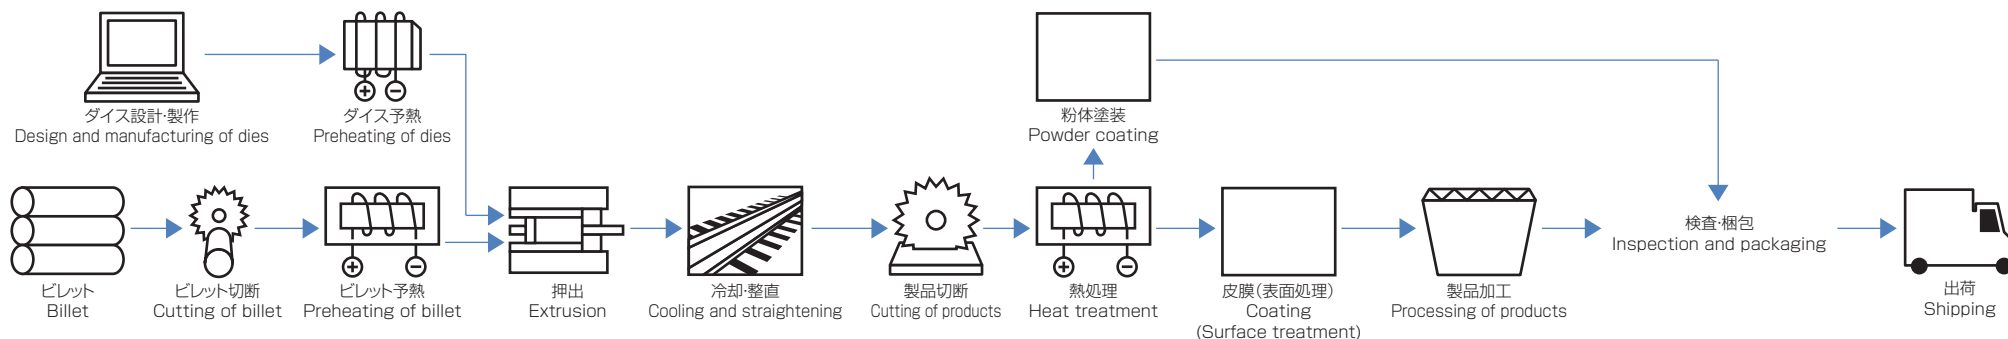 ダイス設計・製作
Design and manufacturing of dies
ダイス予熱
Preheating of dies
粉体塗装
Powder coating
ビレット
Billet
ビレット切断
Cutting of billet
ビレット予熱
Preheating of billet
押出
Extrusion
冷却・整直
Cooling and straightening
製品切断
Cutting of products
熱処理
Heat treatment
皮膜(表面処理)
Coating
(Surface treatment)
製品加工
Processing of products
検査・梱包
Inspection and packaging
出荷
Shipping